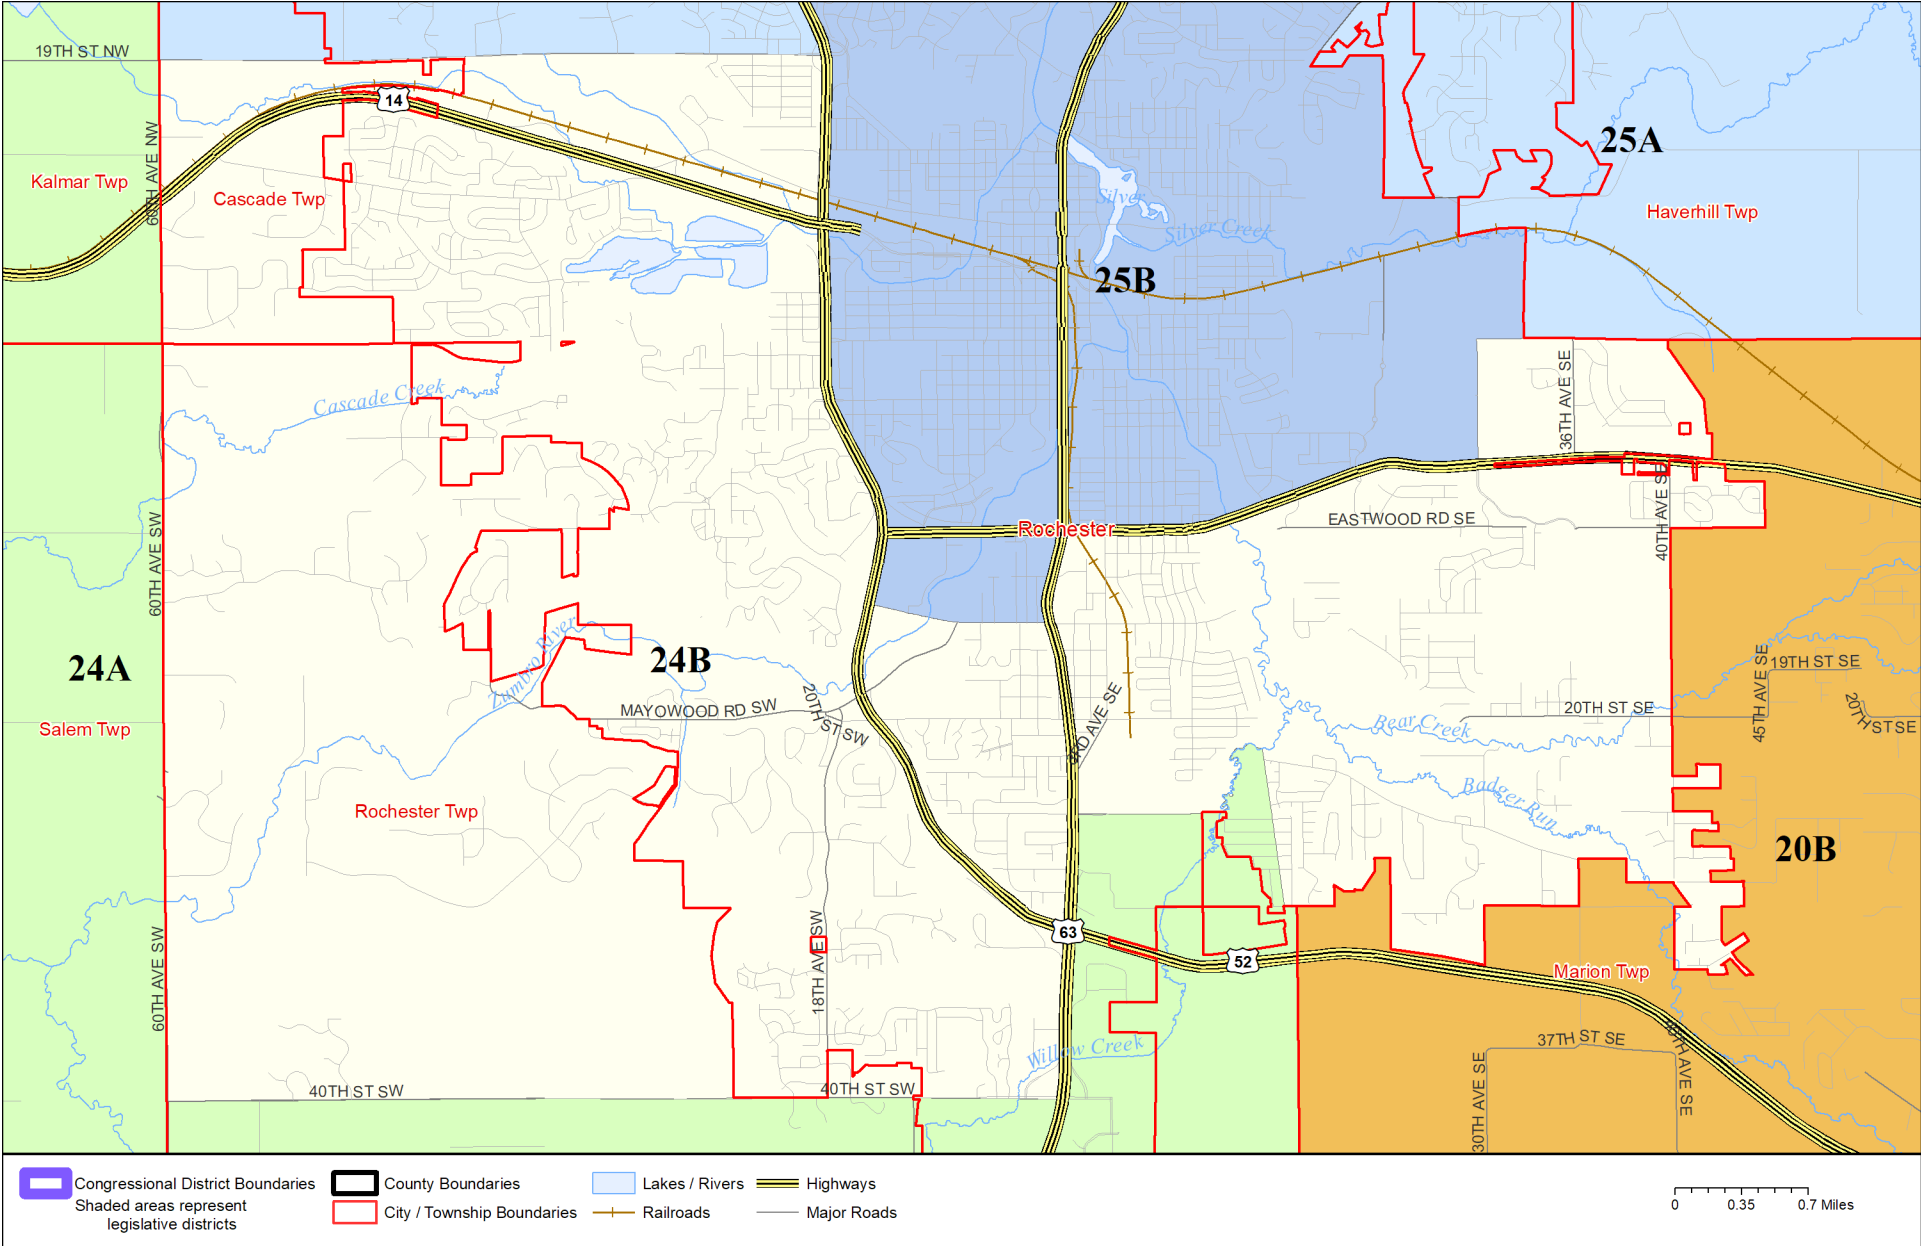 19TH ST NW
14
25A
60TH AVE NW
Kalmar Twp
Cascade Twp
Silver
Haverhill Twp
Silver Creek
25B
36TH AVE SE
Cascade Creek
60TH AVE SW
Rochester
EASTWOOD RD SE
40TH AVE SE
24A
Zumbro River
24B
45TH AVE SE
19TH ST SE
Salem Twp
MAYOWOOD RD SW
20TH ST SW
3RD AVE SE
Bear Creek
20TH ST SE
20TH ST SE
Rochester Twp
Badger Run
20B
60TH AVE SW
18TH AVE SW
63
52
Marion Twp
Willow Creek
37TH ST SE
30TH AVE SE
40TH ST SW
40TH ST SW
Congressional District Boundaries
Shaded areas represent
legislative districts
County Boundaries
City / Township Boundaries
Lakes / Rivers
Railroads
Highways
Major Roads
0 0.35 0.7 Miles